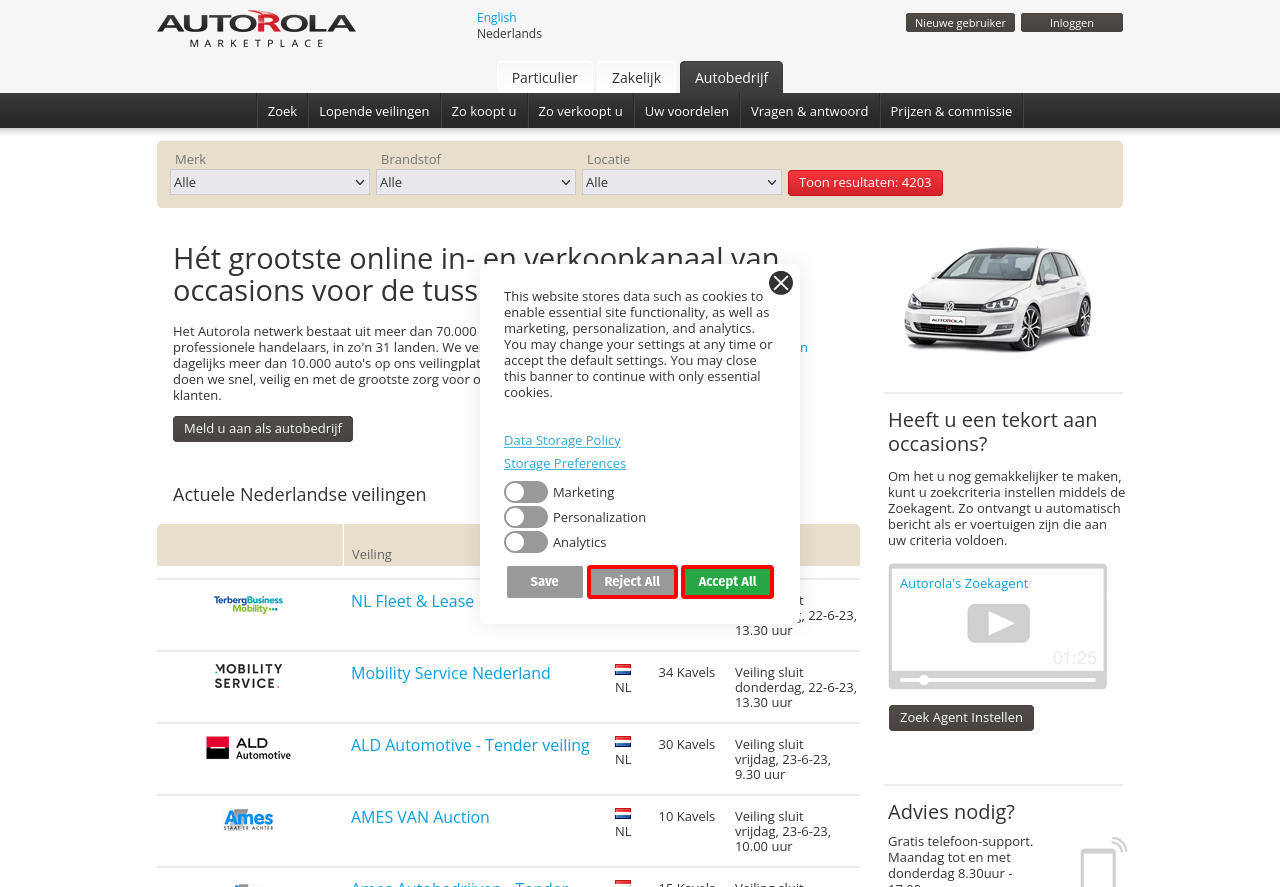 AUTOROLA
MARKETPLACE
English
Nederlands
Nieuwe gebruiker
Inloggen
Particulier
Zakelijk
Autobedrijf
Zoek
Lopende veilingen
Zo koopt u
Zo verkoopt u
Uw voordelen
Vragen & antwoord
Prijzen & commissie
Merk
Brandstof
Locatie
Alle
Alle
Alle
Toon resultaten: 4203
Hét grootste online in- en verkoopkanaal van
occasions voor de tuss
Het Autorola netwerk bestaat uit meer dan 70.000
professionele handelaars, in zo'n 31 landen. We
dagelijks meer dan 10.000 auto's op ons
doen we snel, veilig en met de grootste zorg voor
klanten.
Meld u aan als autobedrijf
This website stores data such as cookies to
enable essential site functionality, as well as
marketing, personalization, and analytics.
You may change your settings at any time or
accept the default settings. You may close
this banner to continue with only essential
cookies.
Data Storage Policy
Storage Preferences
Marketing
Personalization
Analytics
Save
Reject All
Accept All
Actuele Nederlandse veilingen
Veiling
TerbergBusiness
Mobility
NL Fleet & Lease
22-6-23,
13.30 uur
MOBILITY
SERVICE.
Mobility Service Nederland
NL
34 Kavels
Veiling sluit
donderdag, 22-6-23,
13.30 uur
ALD
Automotive
ALD Automotive - Tender veiling
NL
30 Kavels
Veiling sluit
vrijdag, 23-6-23,
9.30 uur
Ames
STAAT ER ACHTER
AMES VAN Auction
NL
10 Kavels
Veiling sluit
vrijdag, 23-6-23,
10.00 uur
Ames Autobedrijven - Tender
15 Kavels
Veiling sluit
AUTOROLA
Heeft u een tekort aan
occasions?
Om het u nog gemakkelijker te maken,
kunt u zoekcriteria instellen middels de
Zoekagent. Zo ontvangt u automatisch
bericht als er voertuigen zijn die aan
uw criteria voldoen.
Autorola's Zoekagent
01:25
Zoek Agent Instellen
Advies nodig?
Gratis telefoon-support.
Maandag tot en met
donderdag 8.30uur -
17.00